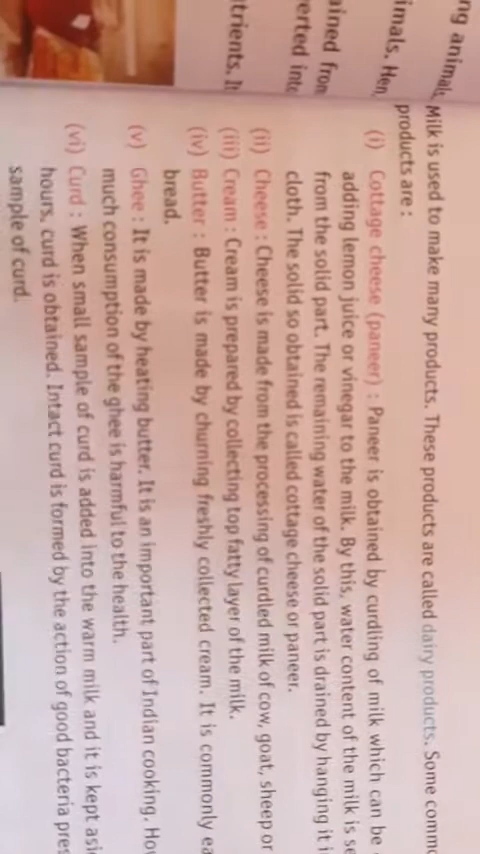 ng animals
imals. Hen
ained from
verted into
trients. It
Milk is used to make many products. These products are called dairy products. Some
products are :
(i) Cottage cheese (paneer) : Paneer is obtained by curdling of milk which can be
adding lemon juice or vinegar to the milk. By this, water content of the milk is se
from the solid part. The remaining water of the solid part is drained by hanging it i
cloth. The solid so obtained is called cottage cheese or paneer.
(ii) Cheese : Cheese is made from the processing of curdled milk of cow, goat, sheep or
(iii) Cream : Cream is prepared by collecting top fatty layer of the milk.
(iv) Butter : Butter is made by churning freshly collected cream. It is commonly ea
bread.
(v) Ghee : It is made by heating butter. It is an important part of Indian cooking. Ho
much consumption of the ghee is harmful to the health.
(vi) Curd : When small sample of curd is added into the warm milk and it is kept asi
hours, curd is obtained. Intact curd is formed by the action of good bacteria pre
sample of curd.